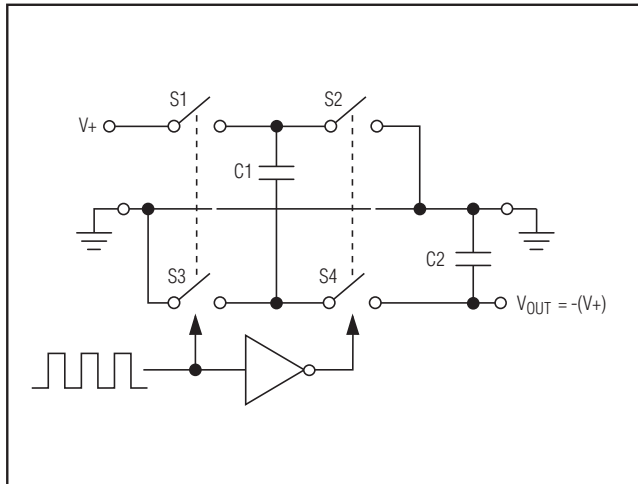 S1
S2
V+
C1
C2
S3
S4
VOUT = -(V+)